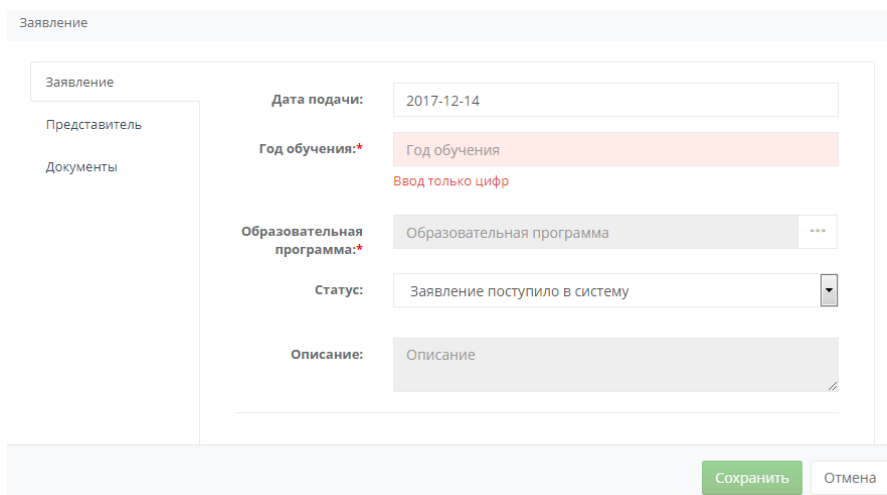 Заявление
Заявление
Представитель
Документы
Дата подачи:
2017-12-14
Год обучения:*
Год обучения
Ввод только цифр
Образовательная
программа:*
Образовательная программа
Статус:
Заявление поступило в систему
Описание:
Описание
Сохранить
Отмена